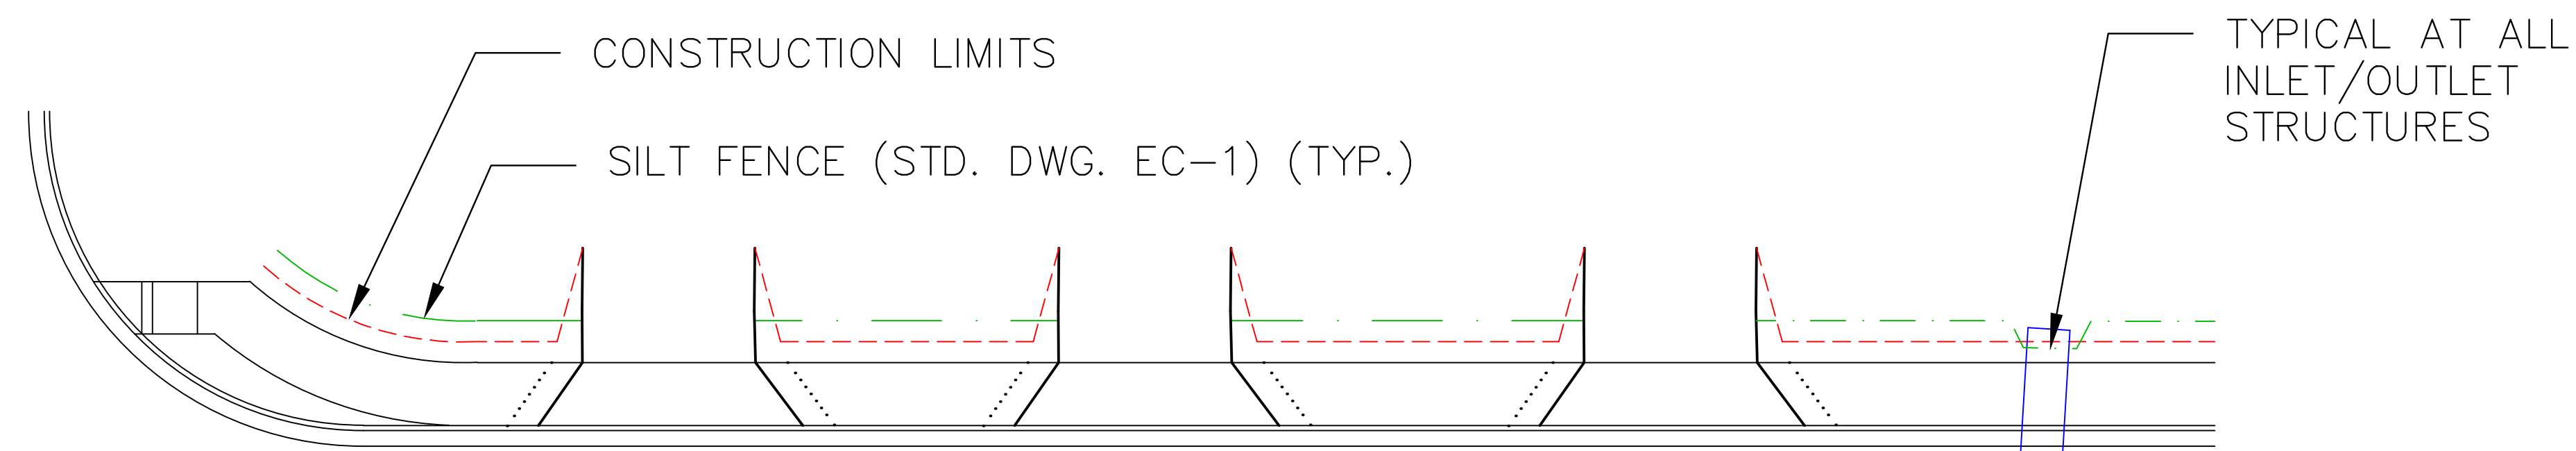 CONSTRUCTION LIMITS
SILT FENCE (STD. DWG. EC-1) (TYP.)
TYPICAL AT ALL
INLET/OUTLET
STRUCTURES